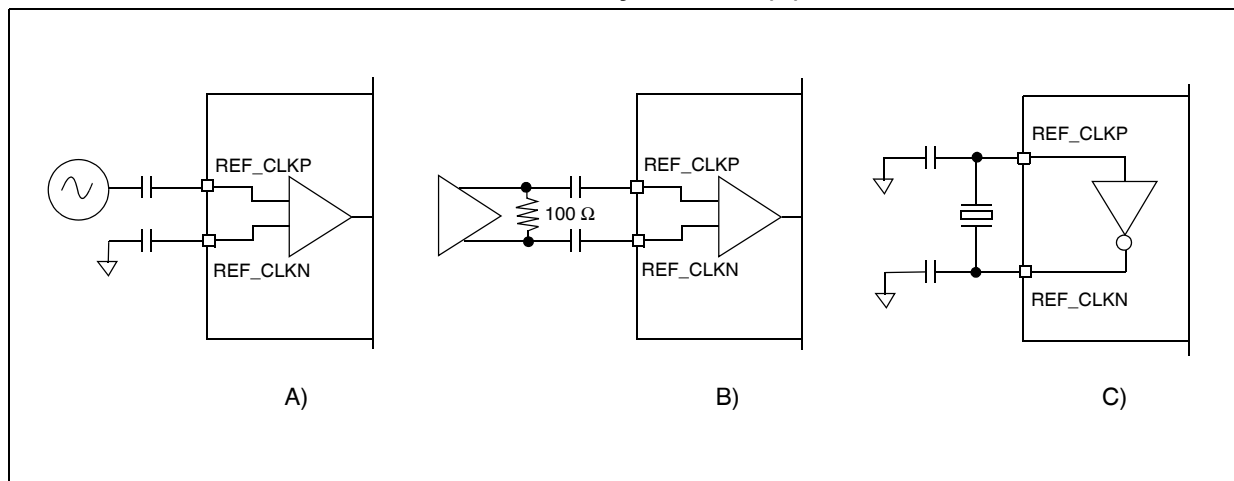 REF_CLKP
REF_CLKN
A)
REF_CLKP
100 Ω
REF_CLKN
B)
REF_CLKP
REF_CLKN
C)